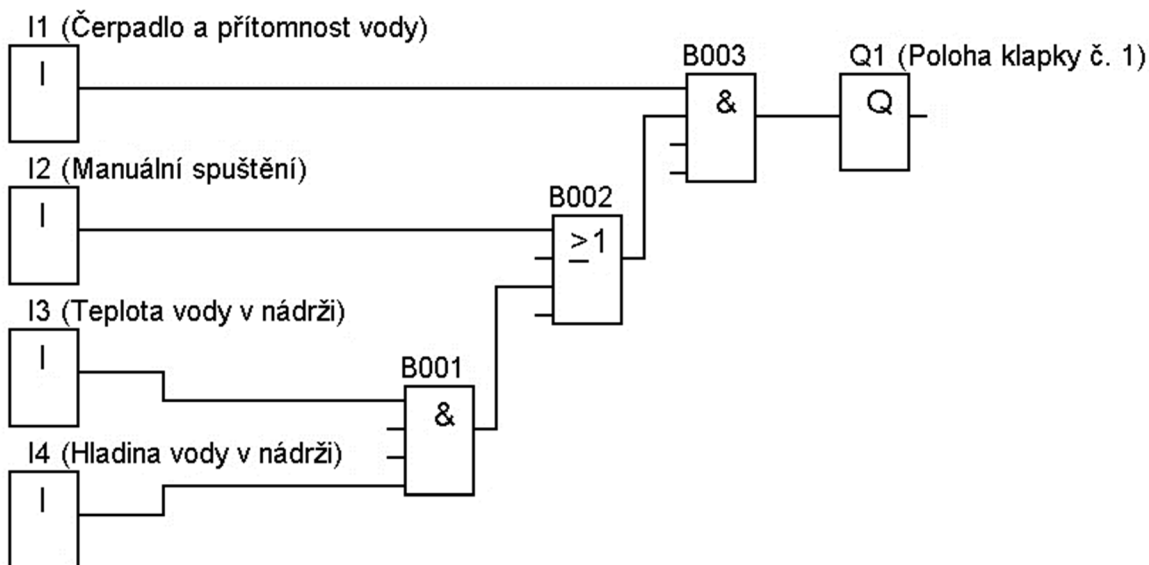 I1 (Čerpadlo a přítomnost vody)
I
B003
&
Q1 (Poloha klapky č. 1)
Q
I2 (Manuální spuštění)
I
B002
≥1
I3 (Teplota vody v nádrži)
I
B001
&
I4 (Hladina vody v nádrži)
I